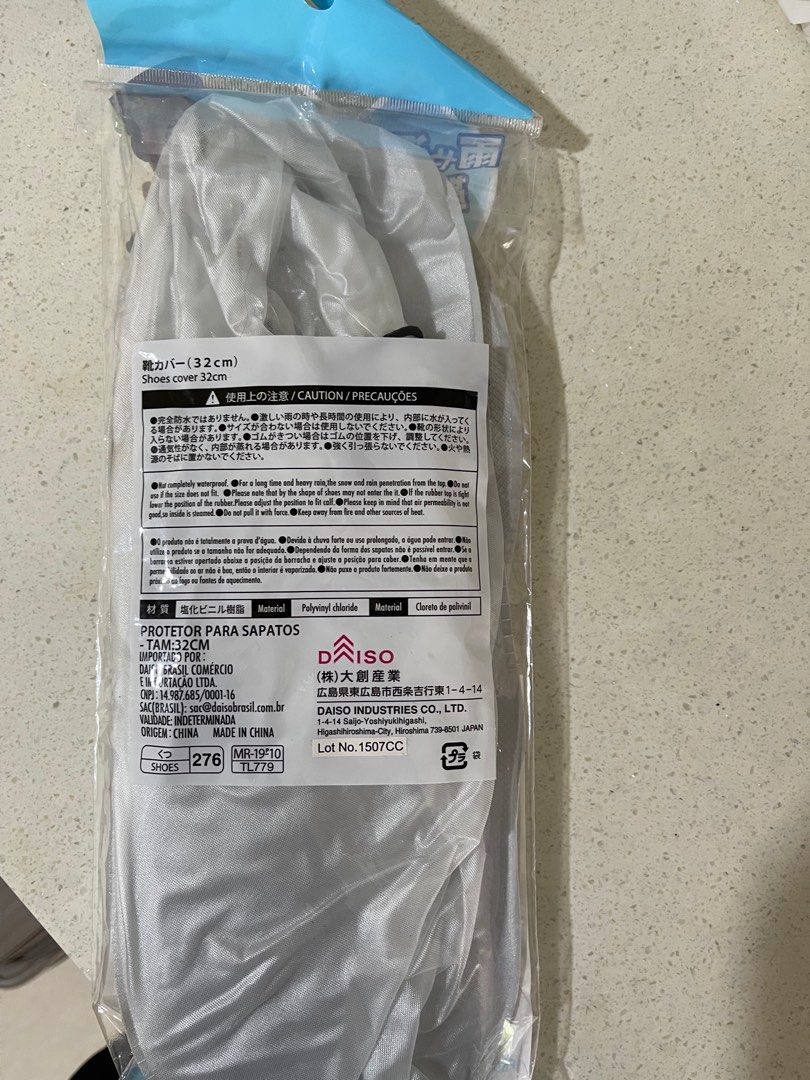 雨
靴カバー(32cm)
Shoes cover 32cm
使用上の注意 / CAUTION / PRECAUÇÕES
●完全防水ではありません。●激しい雨の時や長時間の使用により、内部に水が入ってく
る場合があります。●サイズが合わない場合は使用しないでください。●靴の形状により
入らない場合があります。●ゴムがきつい場合はゴムの位置を下げ、調整してください。
●通気性がなく、内部が蒸れる場合があります。●強く引っ張らないでください。●火や熱
源のそばに置かないでください。
●Not completely waterproof. ●For a long time and heavy rain,the snow and rain penetration from the top.●Do not
use if the size does not fit. ●Please note that by the shape of shoes may not enter the it.●If the rubber top is tight
lower the position of the rubber.Please adjust the position to fit calf.●Please keep in mind that air permeability is not
good,so inside is steamed.●Do not pull it with force.●Keep away from fire and other sources of heat.
●O produto não é totalmente a prova d'água. ●Devido à chuva forte ou uso prolongado, a água pode entrar.●Não
utilize o produto se o tamanho não for adequado.●Dependendo da forma dos sapatos não é possível entrar.●Se a
borracha estiver apertado abaixe a posição da borracha e ajuste a posição para caber.●Tenha em mente que a
permeabilidade ao ar não é boa, então o interior é vaporizado.●Não puxe o produto fortemente.●Não deixe o produto
próximo ao fogo ou fontes de aquecimento.
材 質 塩化ビニル樹脂 Material Polyvinyl chloride Material Cloreto de polivinil
PROTETOR PARA SAPATOS
- TAM:32CM
IMPORTADO POR :
DAISO BRASIL COMÉRCIO
E IMPORTAÇÃO LTDA.
CNPJ: 14.987.685/0001-16
SAC(BRASIL): sac@daisobrasil.com.br
VALIDADE: INDETERMINADA
ORIGEM: CHINA MADE IN CHINA
くつ
SHOES
276
MR-19ｾ10
TL779
DAISO
(株)大創産業
広島県東広島市西条吉行東1-4-14
DAISO INDUSTRIES CO., LTD.
1-4-14 Saijo-Yoshiyukihigashi,
Higashihiroshima-City, Hiroshima 739-8501 JAPAN
Lot No.1507CC
プラ 袋